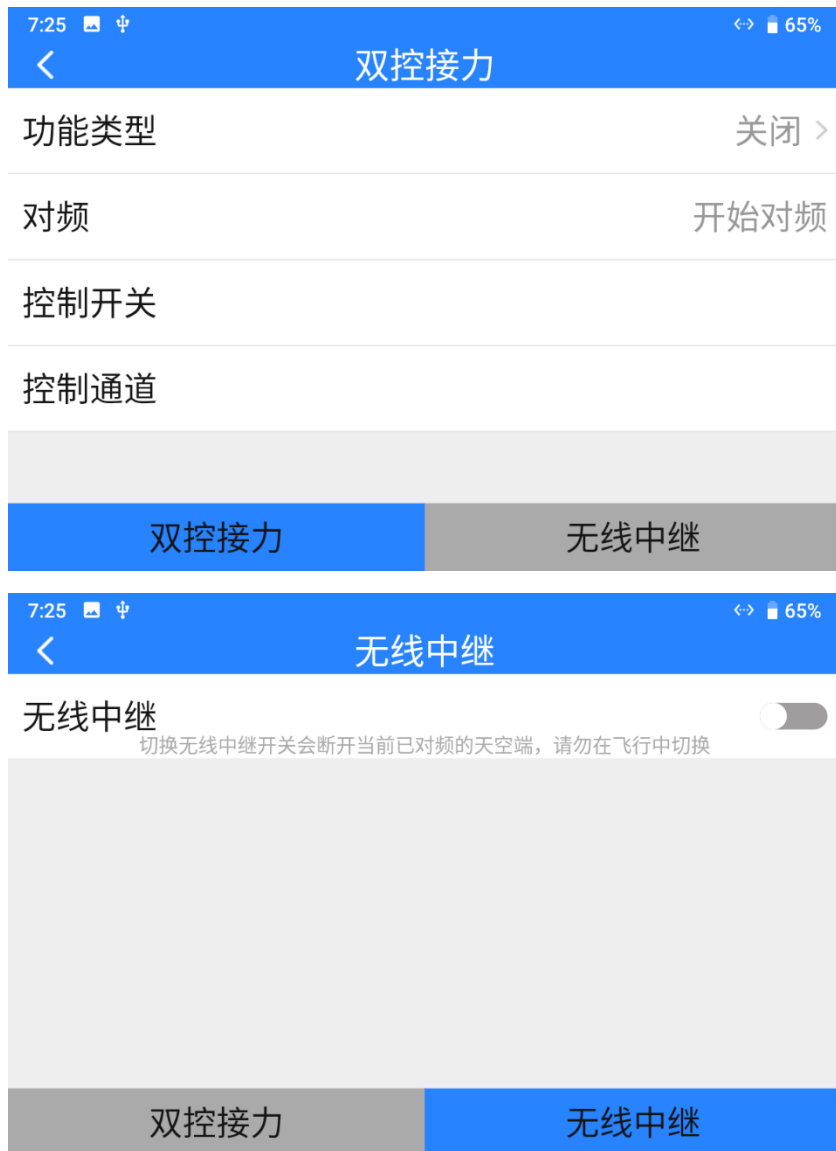 7:25 65%
双控接力
功能类型 关闭
对频 开始对频
控制开关
控制通道
双控接力 无线中继
7:25 65%
无线中继
无线中继
切换无线中继开关会断开当前已对频的天空端，请勿在飞行中切换
双控接力 无线中继